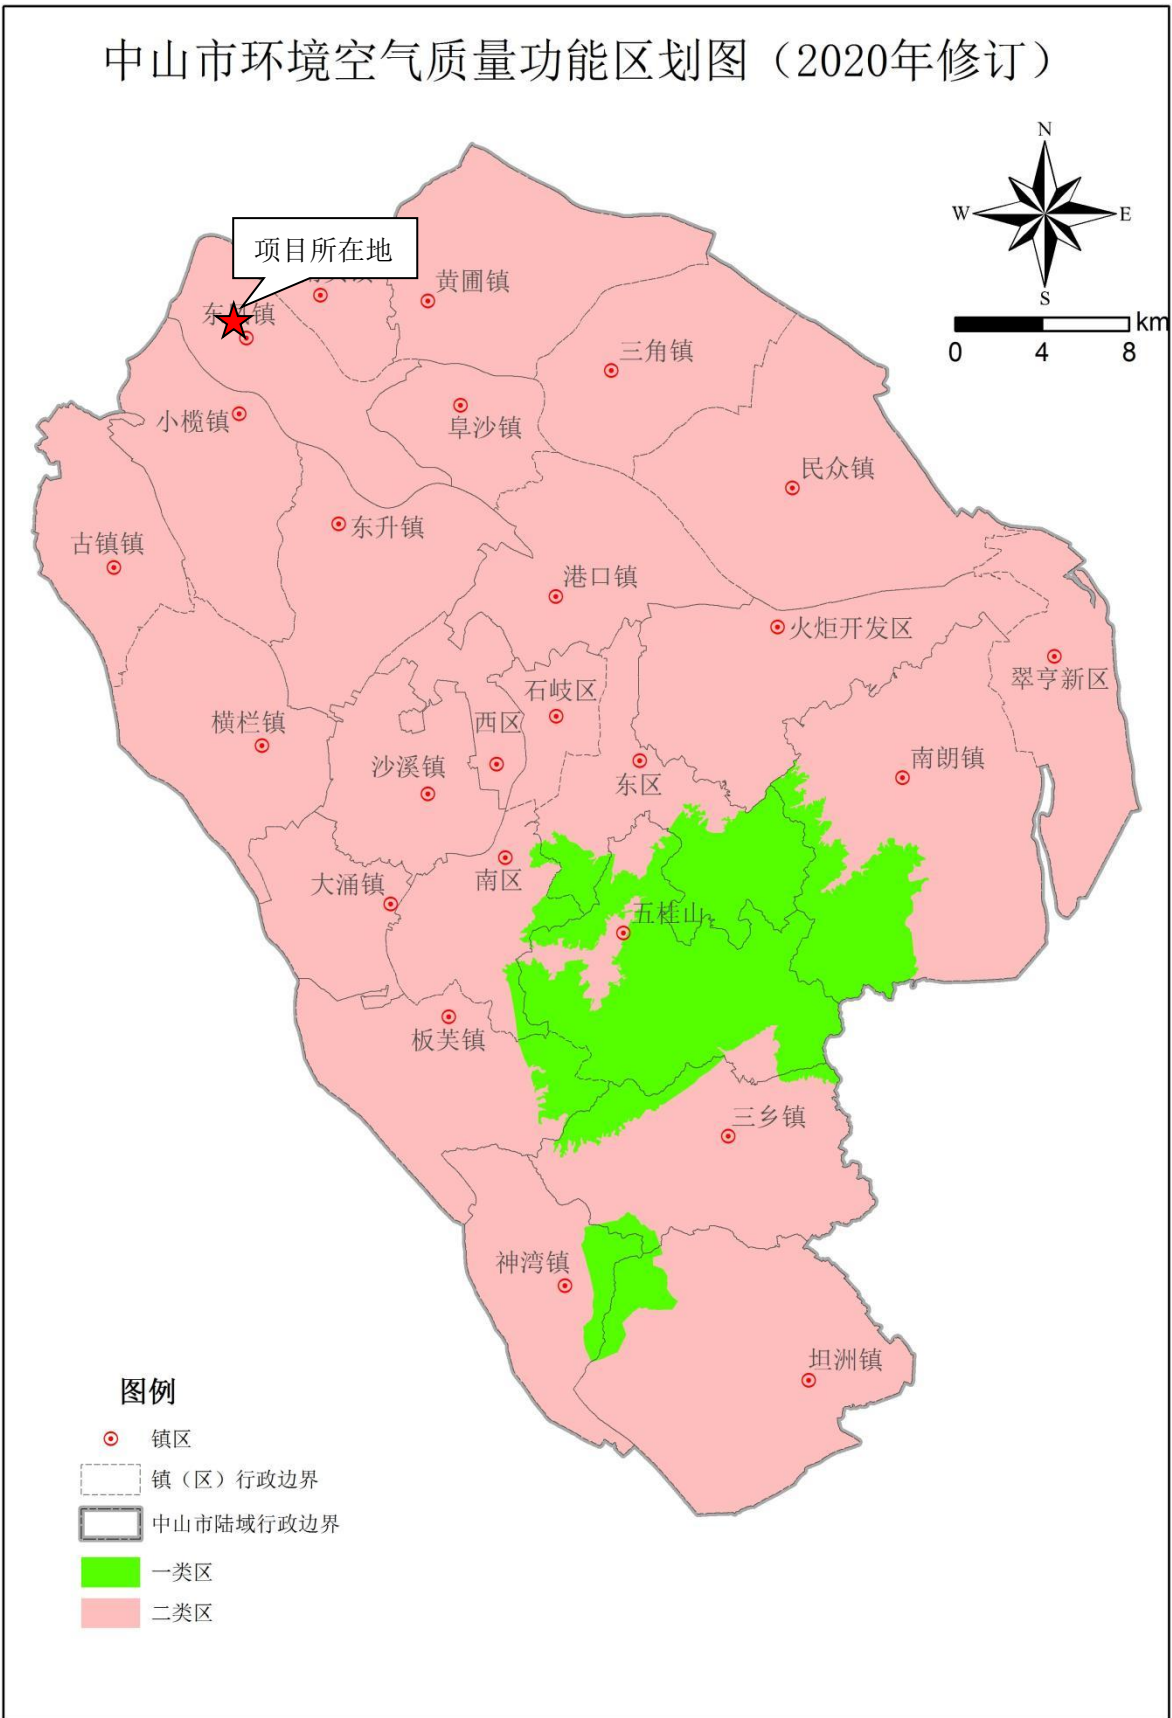 中山市环境空气质量功能区划图（2020年修订）
N
W
E
S
km
0
4
8
项目所在地
黄圃镇
三角镇
小榄镇
阜沙镇
民众镇
东升镇
古镇镇
港口镇
火炬开发区
翠亨新区
石岐区
横栏镇
西区
沙溪镇
东区
南朗镇
南区
大涌镇
五桂山
板芙镇
三乡镇
神湾镇
坦洲镇
图例
镇区
镇（区）行政边界
中山市陆域行政边界
一类区
二类区